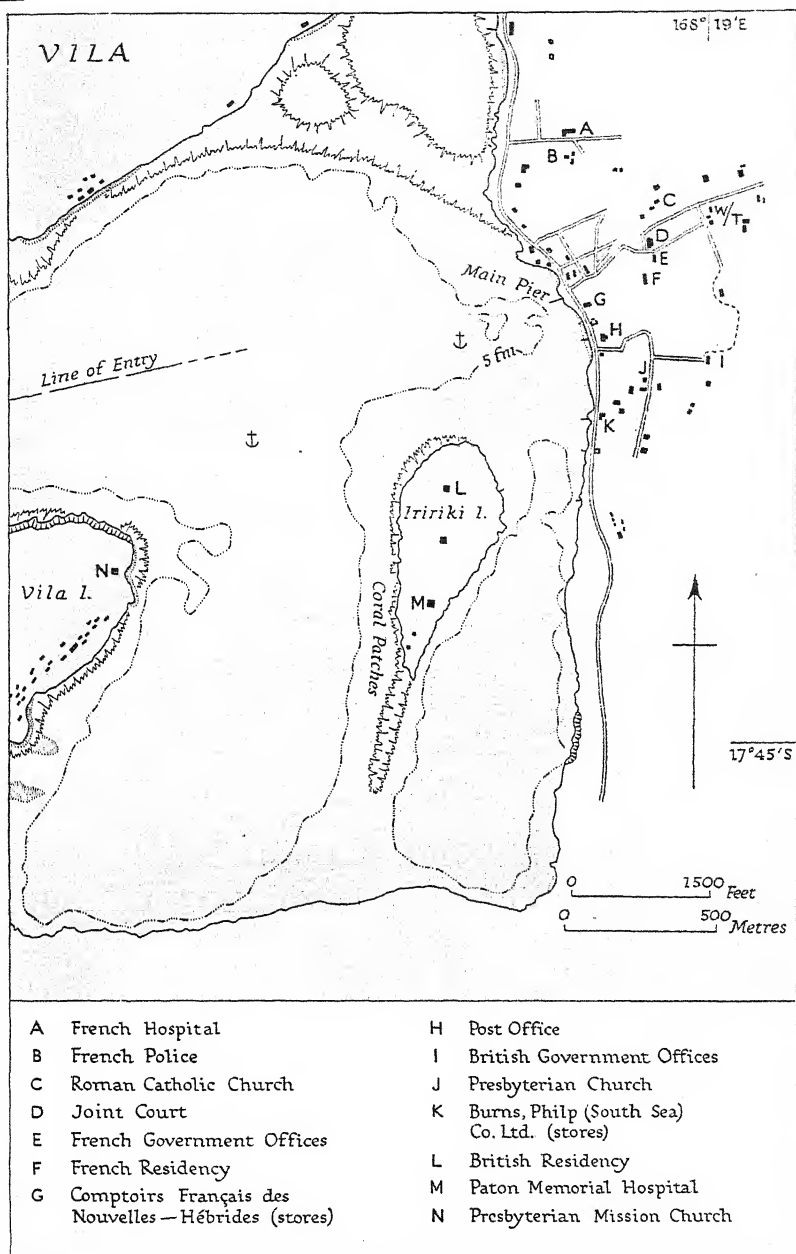 VILA
168° 19'E
A
B
C
W/T
D
E
F
Main Pier
G
H
5 fm
Line of Entry
J
I
K
L
Iririki I.
N
Vila I.
M
Coral Patches
17°45'S
0 1500 Feet
0 500 Metres
A French Hospital
B French Police
C Roman Catholic Church
D Joint Court
E French Government Offices
F French Residency
G Comptoirs Français des
Nouvelles—Hébrides (stores)
H Post Office
I British Government Offices
J Presbyterian Church
K Burns, Philp (South Sea)
Co. Ltd. (stores)
L British Residency
M Paton Memorial Hospital
N Presbyterian Mission Church